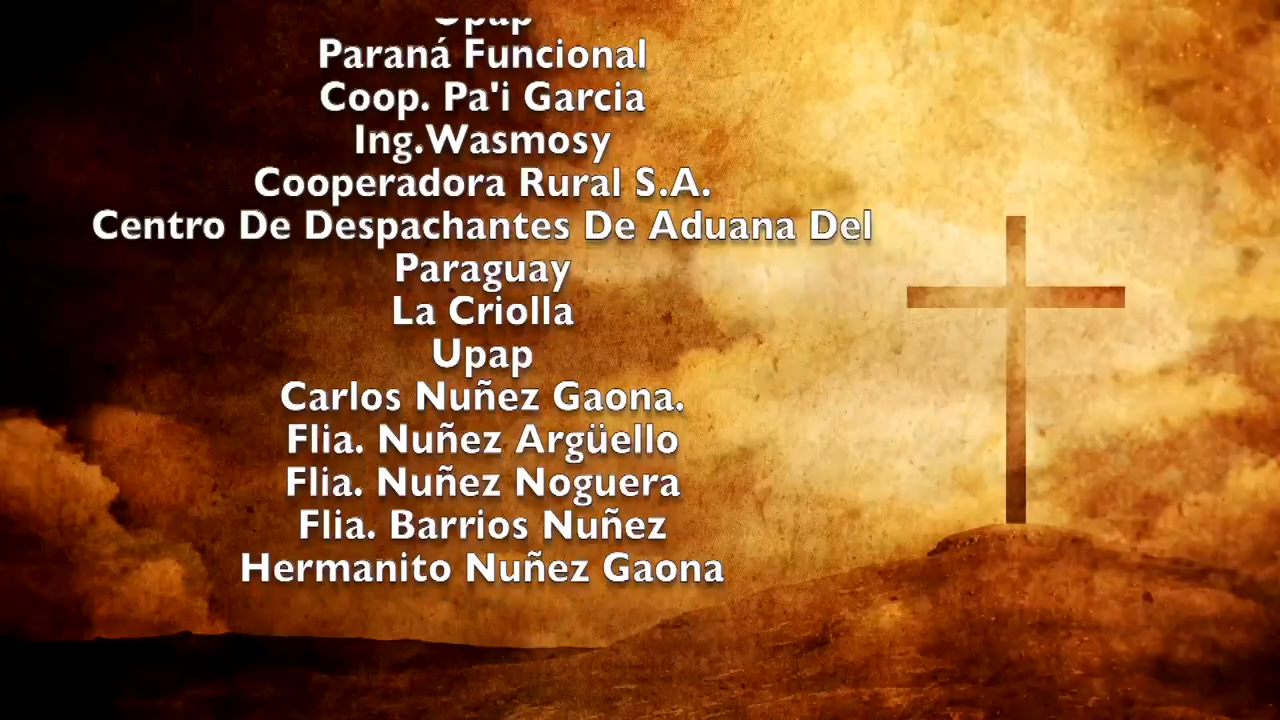 Upap
Paraná Funcional
Coop. Pa'i Garcia
Ing.Wasmosy
Cooperadora Rural S.A.
Centro De Despachantes De Aduana Del
Paraguay
La Criolla
Upap
Carlos Nuñez Gaona.
Flia. Nuñez Argüello
Flia. Nuñez Noguera
Flia. Barrios Nuñez
Hermanito Nuñez Gaona